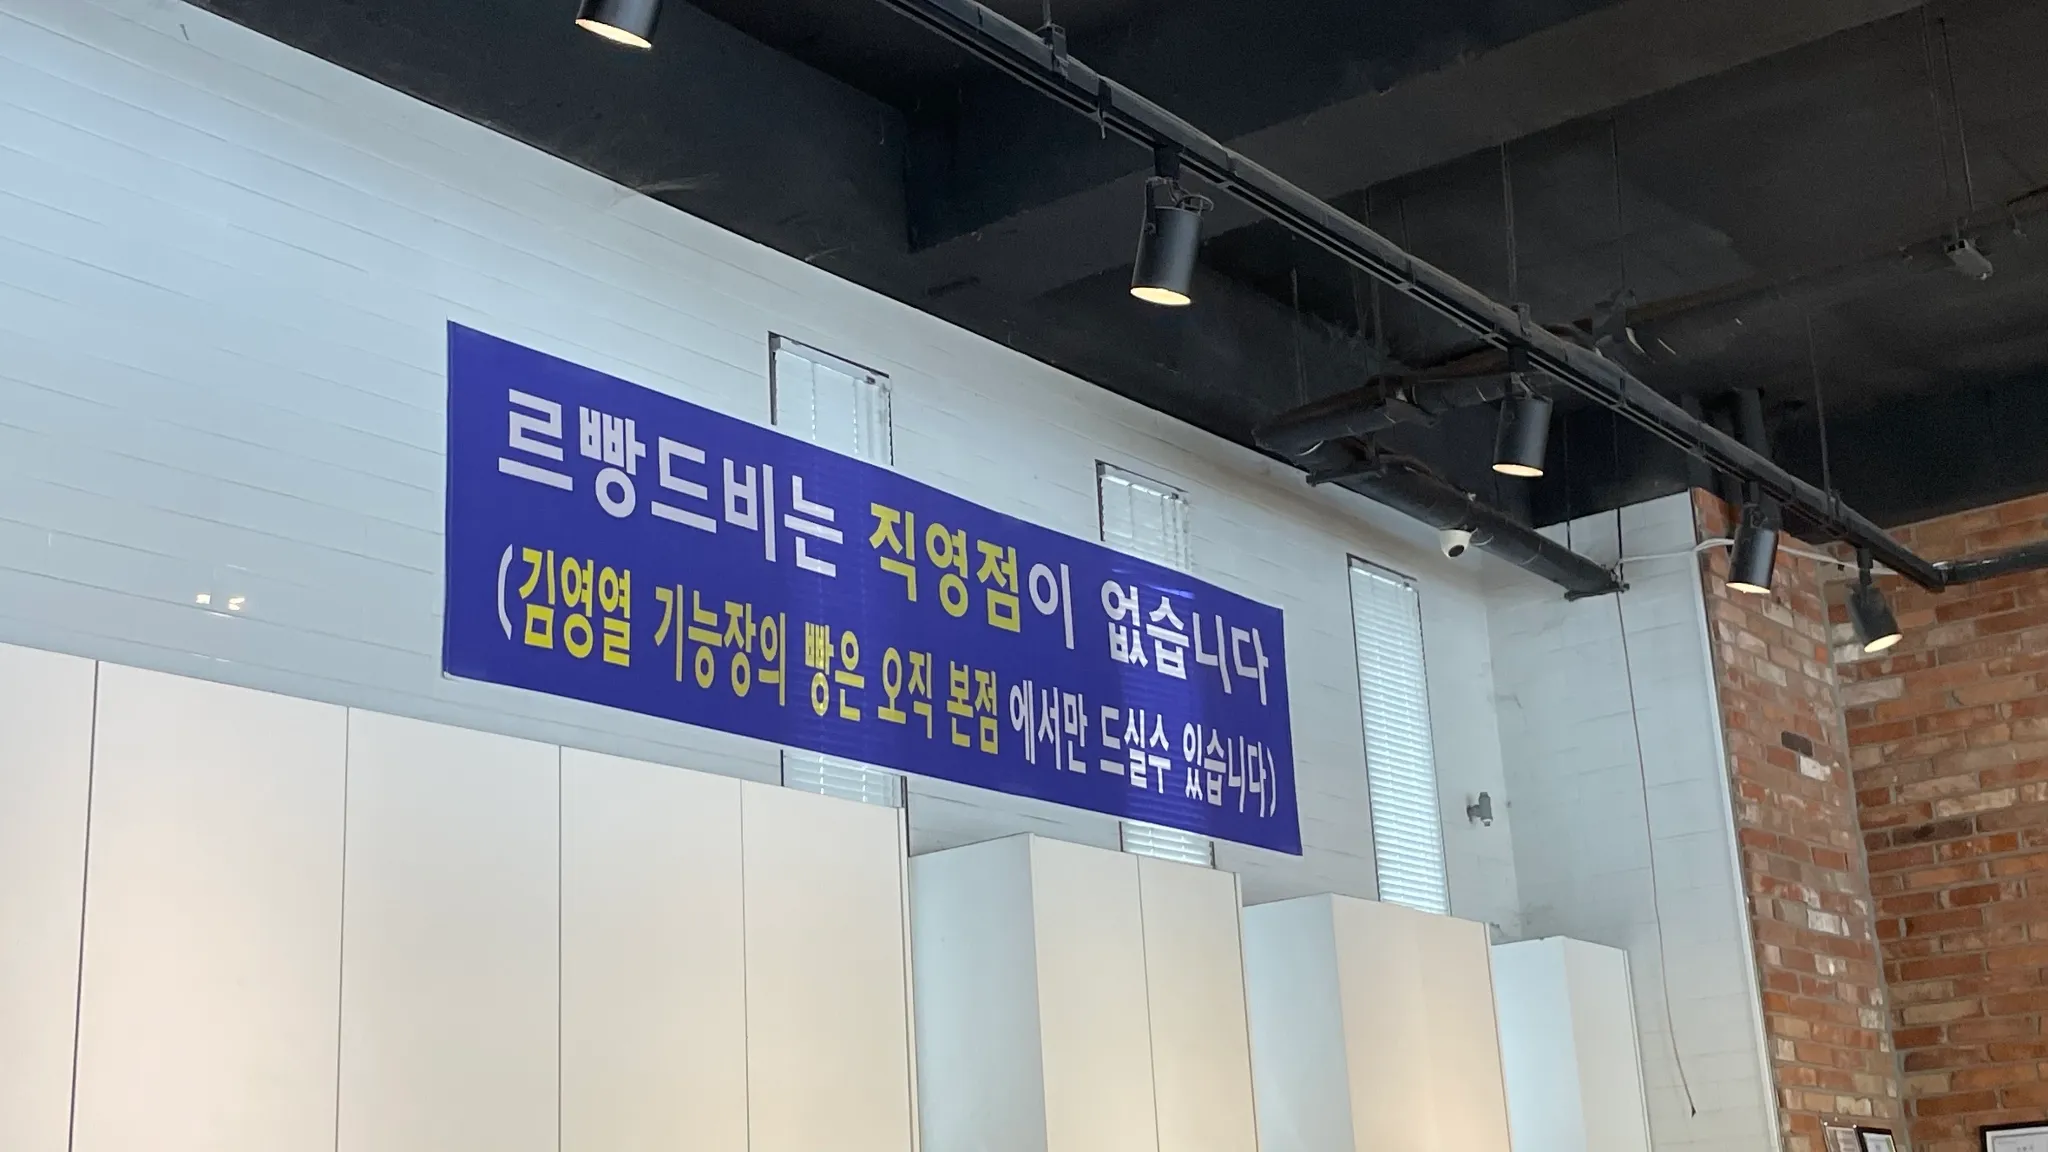 르빵드비는 직영점이 없습니다
(김영열 기능장의 빵은 오직 본점 에서만 드실수 있습니다)